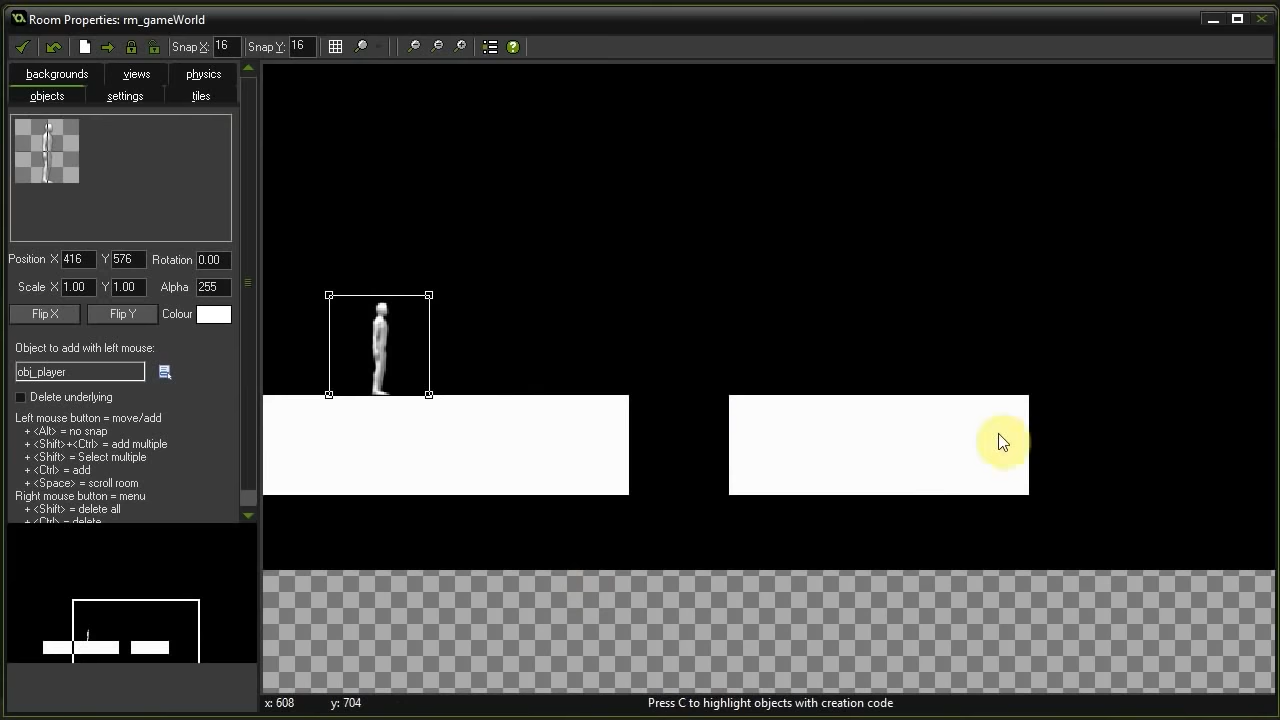 Room Properties: rm_gameWorld
Snap X: 16 Snap Y: 16
backgrounds views physics
objects settings tiles
Position X 416 Y 576 Rotation 0.00
Scale X 1.00 Y 1.00 Alpha 255
Flip X Flip Y Colour
Object to add with left mouse:
obj_player
Delete underlying
Left mouse button = move/add
+ <Alt> = no snap
+ <Shift>+<Ctrl> = add multiple
+ <Shift> = Select multiple
+ <Ctrl> = add
+ <Space> = scroll room
Right mouse button = menu
+ <Shift> = delete all
+ <Ctrl> = delete
x: 608 y: 704 Press C to highlight objects with creation code